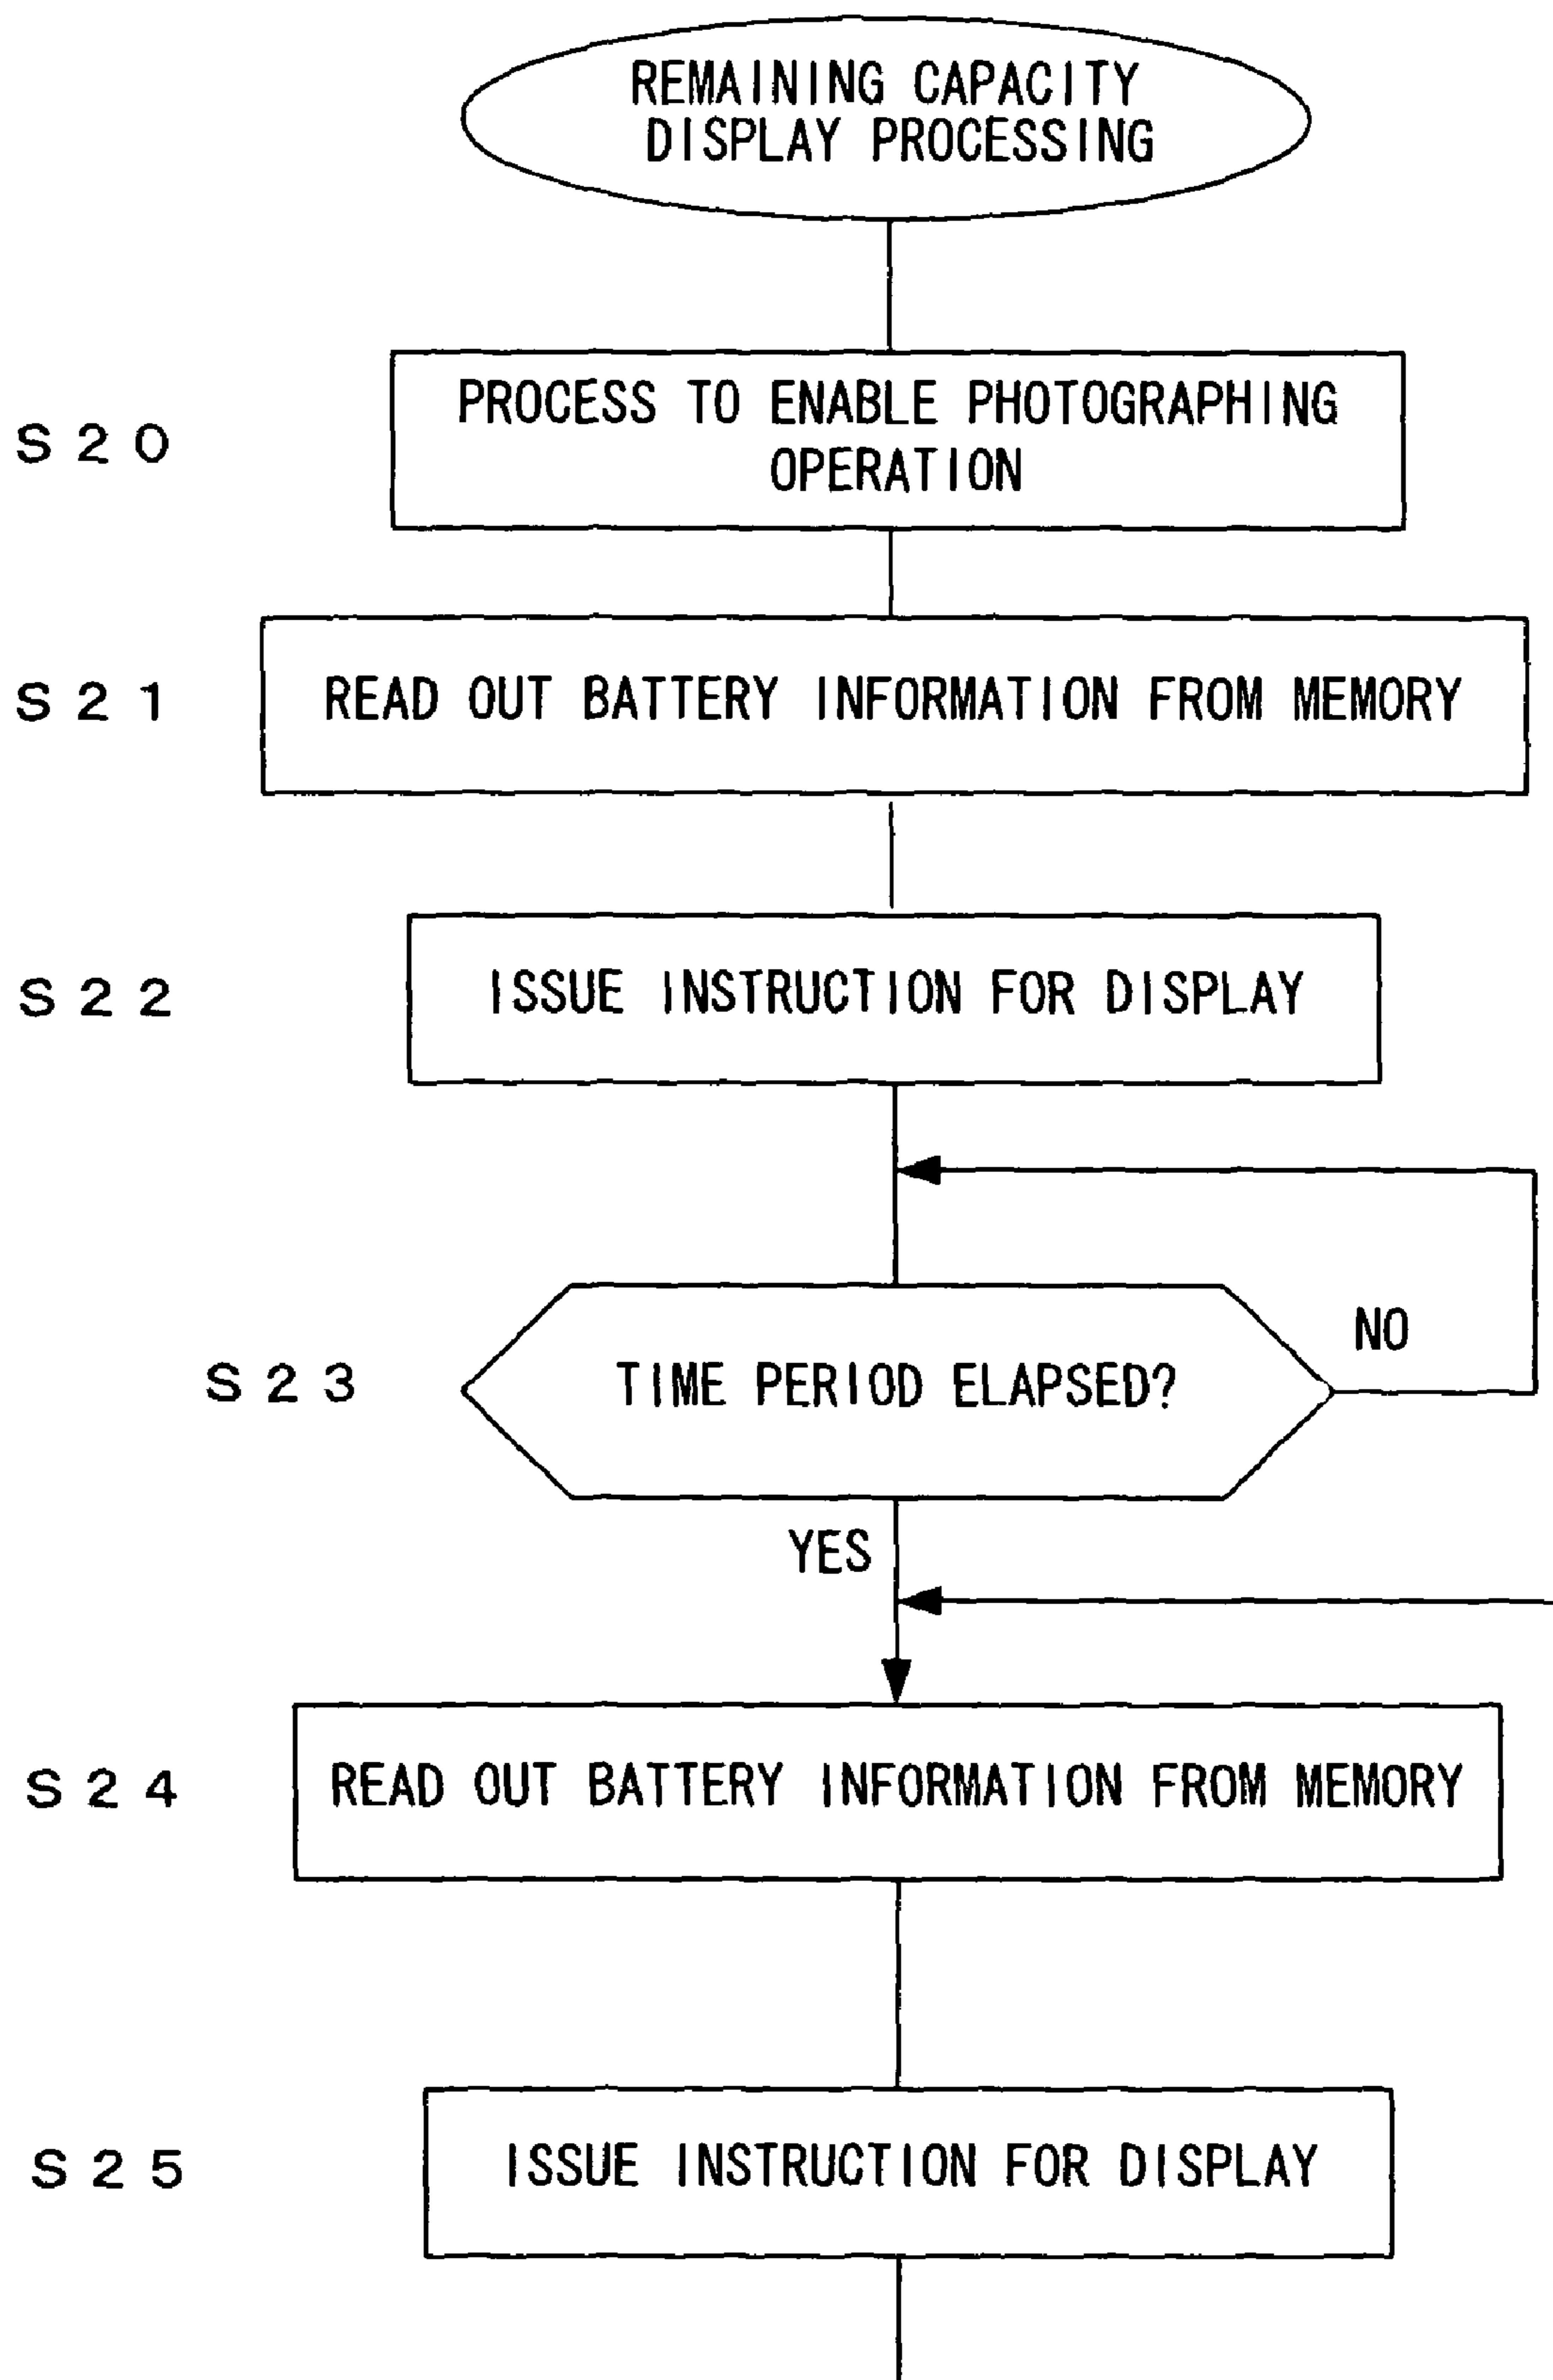 REMAINING CAPACITY
DISPLAY PROCESSING
S20
PROCESS TO ENABLE PHOTOGRAPHING
OPERATION
S21
READ OUT BATTERY INFORMATION FROM MEMORY
S22
ISSUE INSTRUCTION FOR DISPLAY
NO
S23
TIME PERIOD ELAPSED?
YES
S24
READ OUT BATTERY INFORMATION FROM MEMORY
S25
ISSUE INSTRUCTION FOR DISPLAY